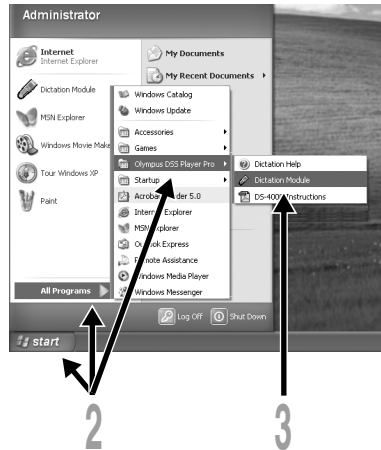 Administrator
Internet
Internet Explorer
Dictation Module
MSN Explorer
Windows Movie Make
Tour Windows XP
Paint
All Programs
My Documents
My Recent Documents
Windows Catalog
Windows Update
Accessories
Games
Olympus DSS Player Pro
Startup
Acrobat der 5.0
Internet Explorer
MSN Explorer
Outlook Express
Remote Assistance
Windows Media Player
Windows Messenger
Dictation Help
Dictation Module
DS-4000 Instructions
Log Off
Shut Down
start
2
3